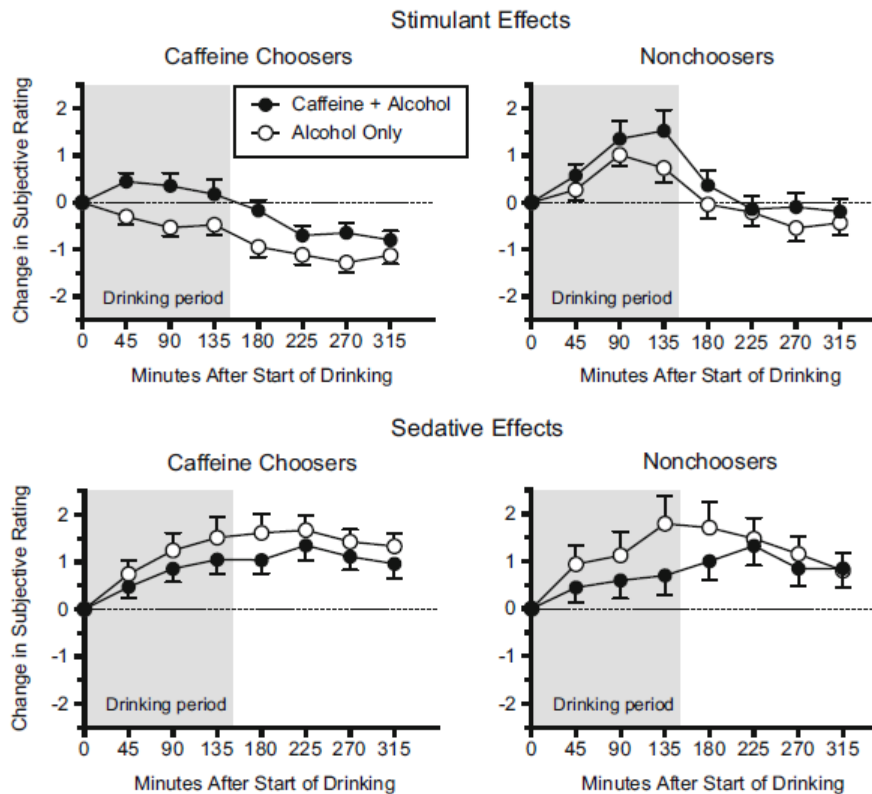 Stimulant Effects
Caffeine Choosers
Nonchoosers
Change in Subjective Rating
2
1
0
-1
-2
Caffeine + Alcohol
Alcohol Only
Drinking period
0 45 90 135 180 225 270 315
Minutes After Start of Drinking
2
1
0
-1
-2
Drinking period
0 45 90 135 180 225 270 315
Minutes After Start of Drinking
Sedative Effects
Caffeine Choosers
Nonchoosers
Change in Subjective Rating
2
1
0
-1
-2
Drinking period
0 45 90 135 180 225 270 315
Minutes After Start of Drinking
2
1
0
-1
-2
Drinking period
0 45 90 135 180 225 270 315
Minutes After Start of Drinking